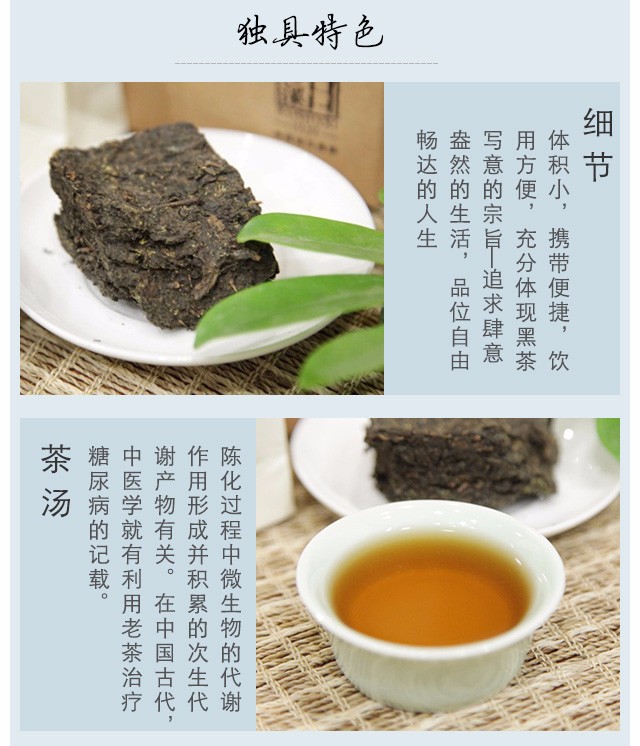 独具特色
细节
体积小，携带便捷，饮
用方便，充分体现黑茶
写意的宗旨—追求肆意
盎然的生活，品位自由
畅达的人生
茶汤
陈化过程中微生物的代谢
作用形成并积累的次生代
谢产物有关。在中国古代，
中医学就有利用老茶治疗
糖尿病的记载。